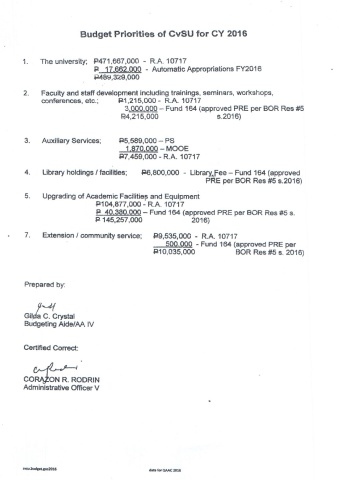 Budget Priorities of CvSU for CY 2016
1. The university; ₱471,667,000 - R.A. 10717
₱ 17,662,000 - Automatic Appropriations FY2016
₱489,329,000
2. Faculty and staff development including trainings, seminars, workshops,
conferences, etc.; ₱1,215,000 - R.A. 10717
3,000,000 – Fund 164 (approved PRE per BOR Res #5
₱4,215,000 s.2016)
3. Auxiliary Services; ₱5,589,000 – PS
1,870,000 – MOOE
₱7,459,000 - R.A. 10717
4. Library holdings / facilities; ₱6,800,000 - Library Fee – Fund 164 (approved
PRE per BOR Res #5 s.2016)
5. Upgrading of Academic Facilities and Equipment
₱104,877,000 - R.A. 10717
₱ 40,380,000 – Fund 164 (approved PRE per BOR Res #5 s.
₱ 145,257,000 2016)
7. Extension / community service; ₱9,535,000 - R.A. 10717
500,000 - Fund 164 (approved PRE per
₱10,035,000 BOR Res #5 s. 2016)
Prepared by:
Gilda C. Crystal
Budgeting Aide/AA IV
Certified Correct:
CORAZON R. RODRIN
Administrative Officer V
data for QAAC 2016